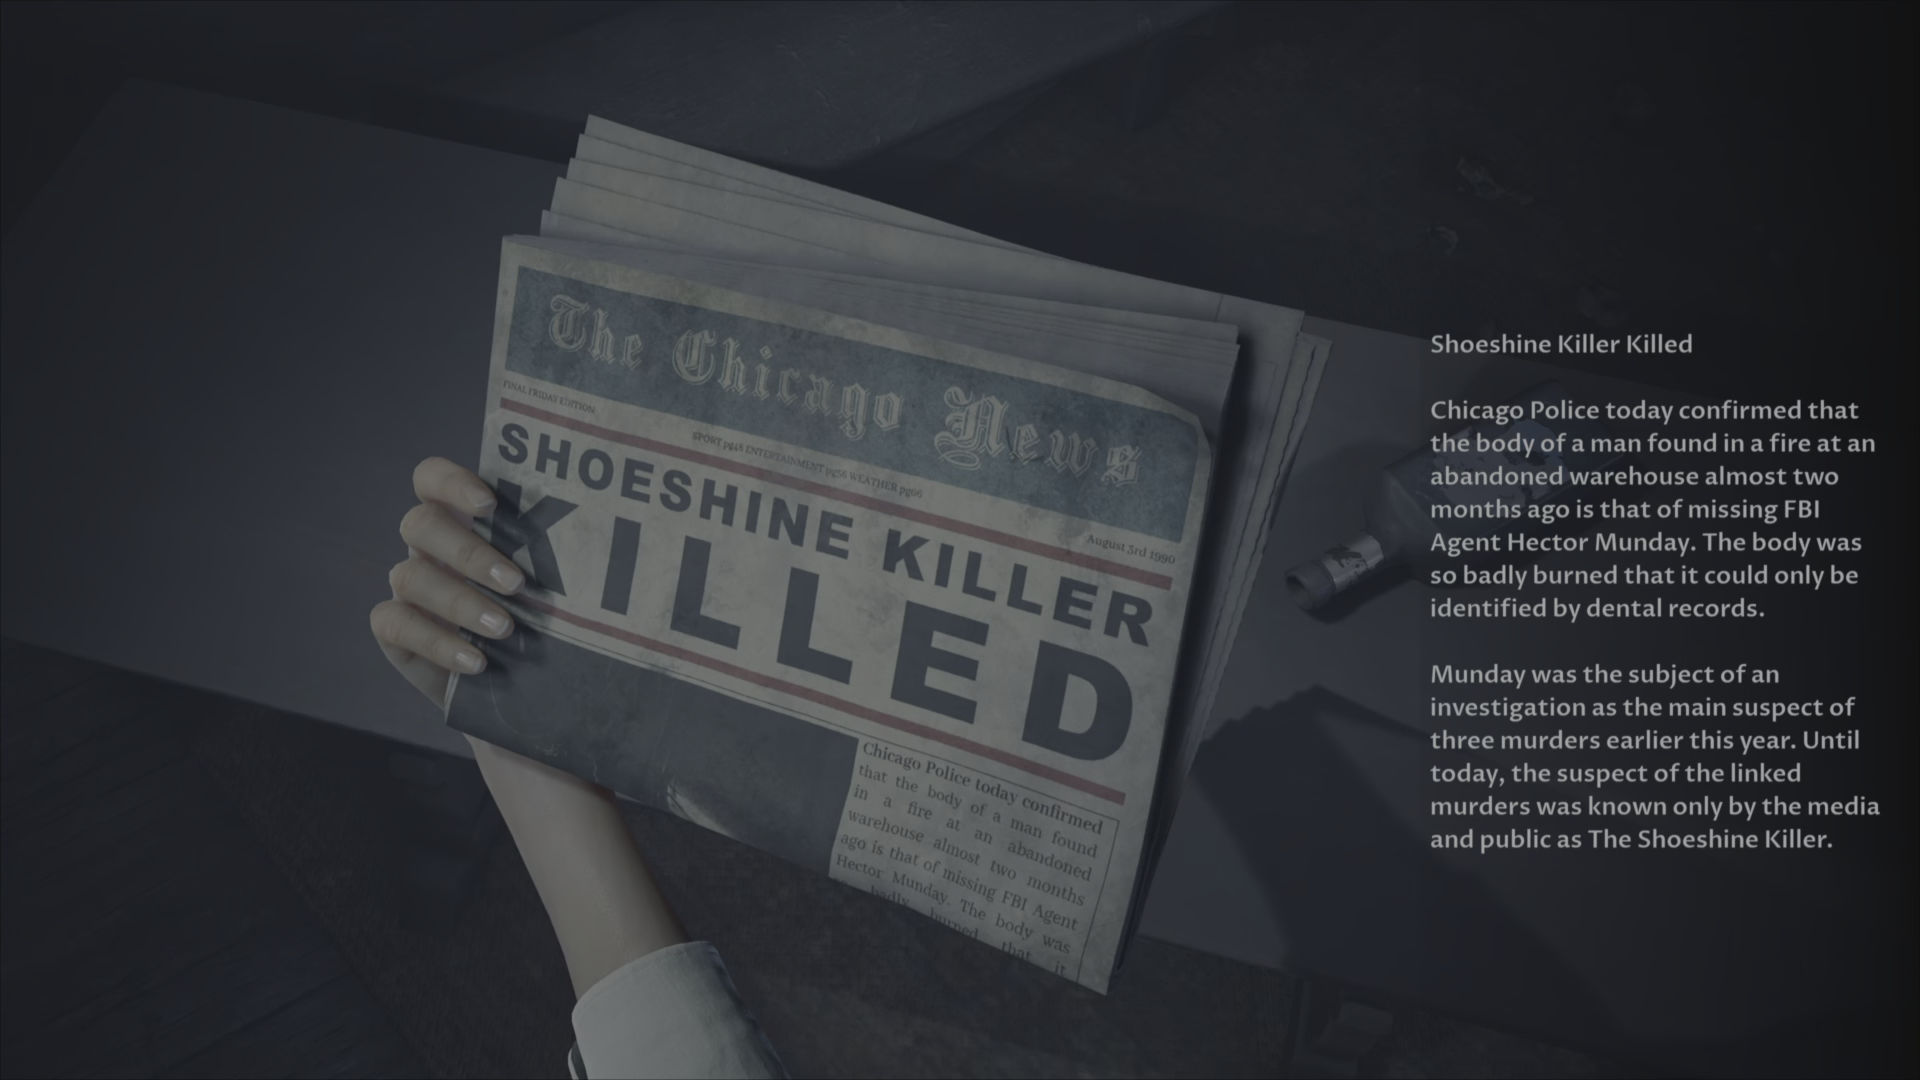 The Chicago News
FINAL FRIDAY EDITION
SPORT pg48 ENTERTAINMENT pg56 WEATHER pg66
August 3rd 1990
SHOESHINE KILLER
KILLED
Chicago Police today confirmed
that the body of a man found
in a fire at an abandoned
warehouse almost two months
ago is that of missing FBI Agent
Hector Munday. The body was
badly burned that it
Shoeshine Killer Killed
Chicago Police today confirmed that
the body of a man found in a fire at an
abandoned warehouse almost two
months ago is that of missing FBI
Agent Hector Munday. The body was
so badly burned that it could only be
identified by dental records.
Munday was the subject of an
investigation as the main suspect of
three murders earlier this year. Until
today, the suspect of the linked
murders was known only by the media
and public as The Shoeshine Killer.